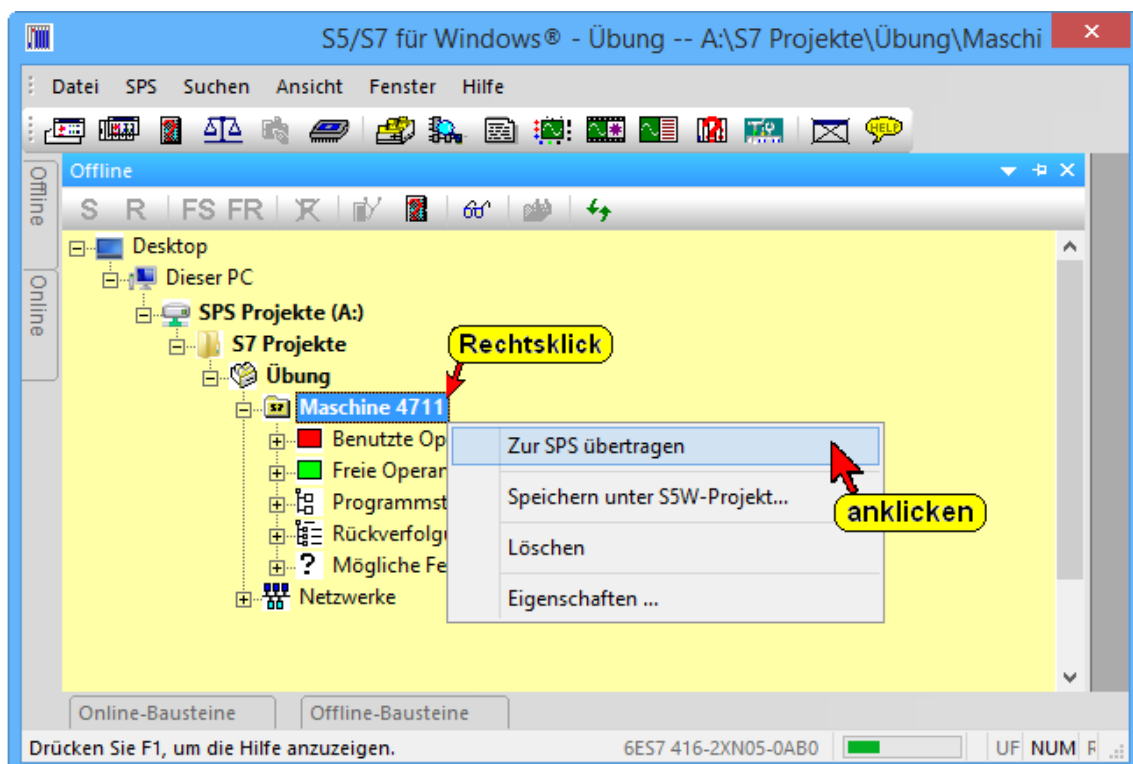 S5/S7 für Windows® - Übung -- A:\S7 Projekte\Übung\Maschi
Datei SPS Suchen Ansicht Fenster Hilfe
HELP
Offline
Offline
S R FS FR
Online
Desktop
Dieser PC
SPS Projekte (A:)
S7 Projekte
Rechtsklick
Übung
S7 Maschine 4711
Benutzte Op
Zur SPS übertragen
Freie Operan
Programmst
Speichern unter S5W-Projekt...
anklicken
Rückverfolgu
Löschen
? Mögliche Fe
Netzwerke
Eigenschaften ...
Online-Bausteine Offline-Bausteine
Drücken Sie F1, um die Hilfe anzuzeigen. 6ES7 416-2XN05-0AB0 UF NUM R